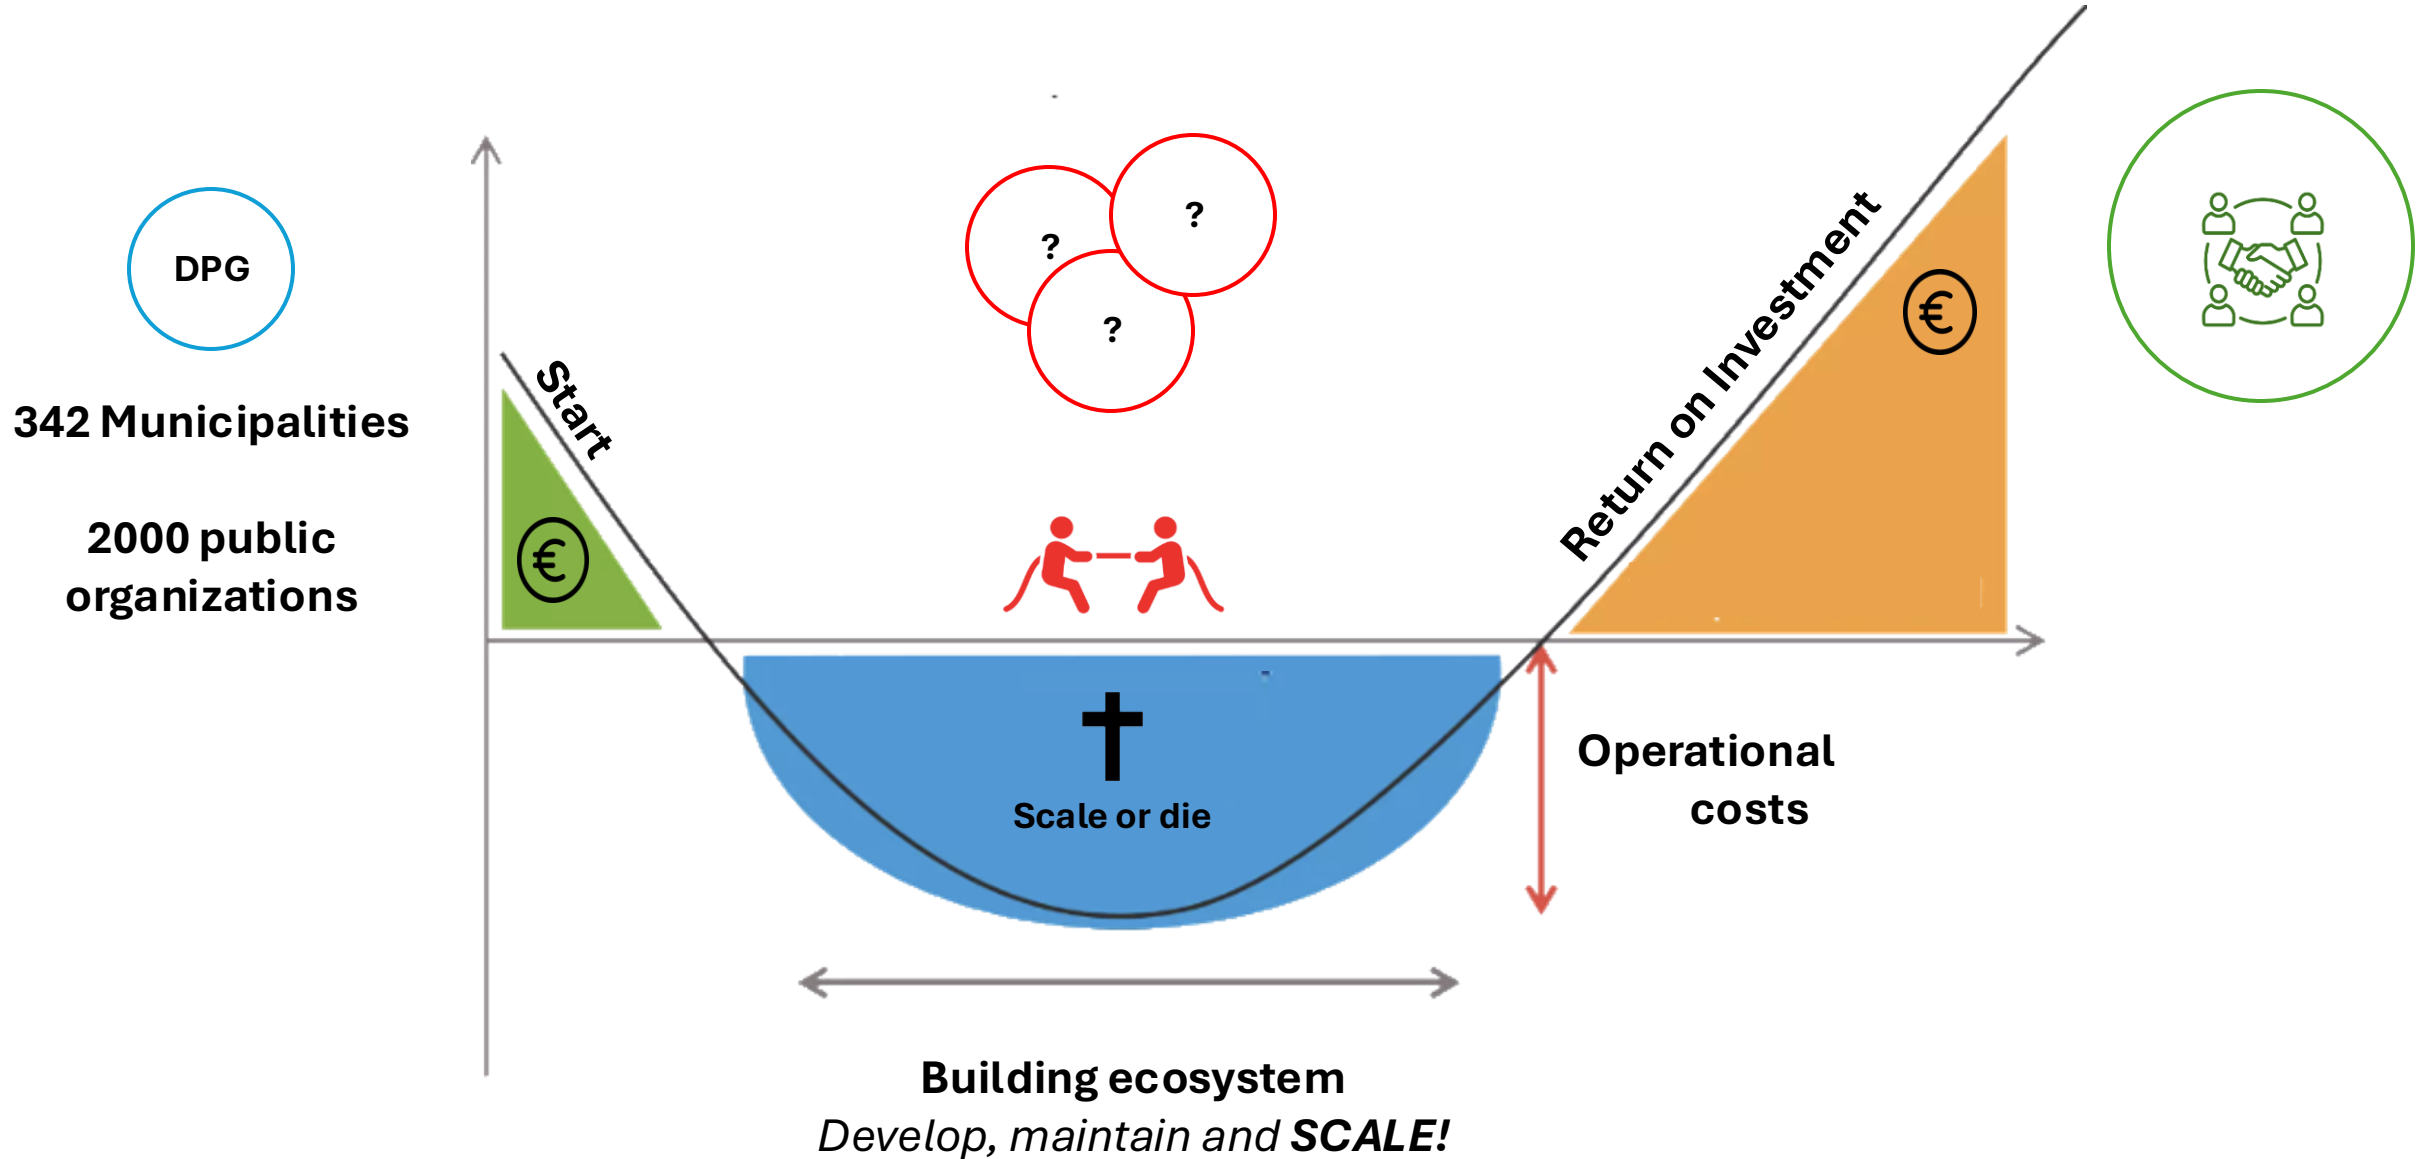 DPG
342 Municipalities
2000 public
organizations
Start
€
?
?
?
Scale or die
Return on Investment
€
Operational
costs
Building ecosystem
Develop, maintain and SCALE!